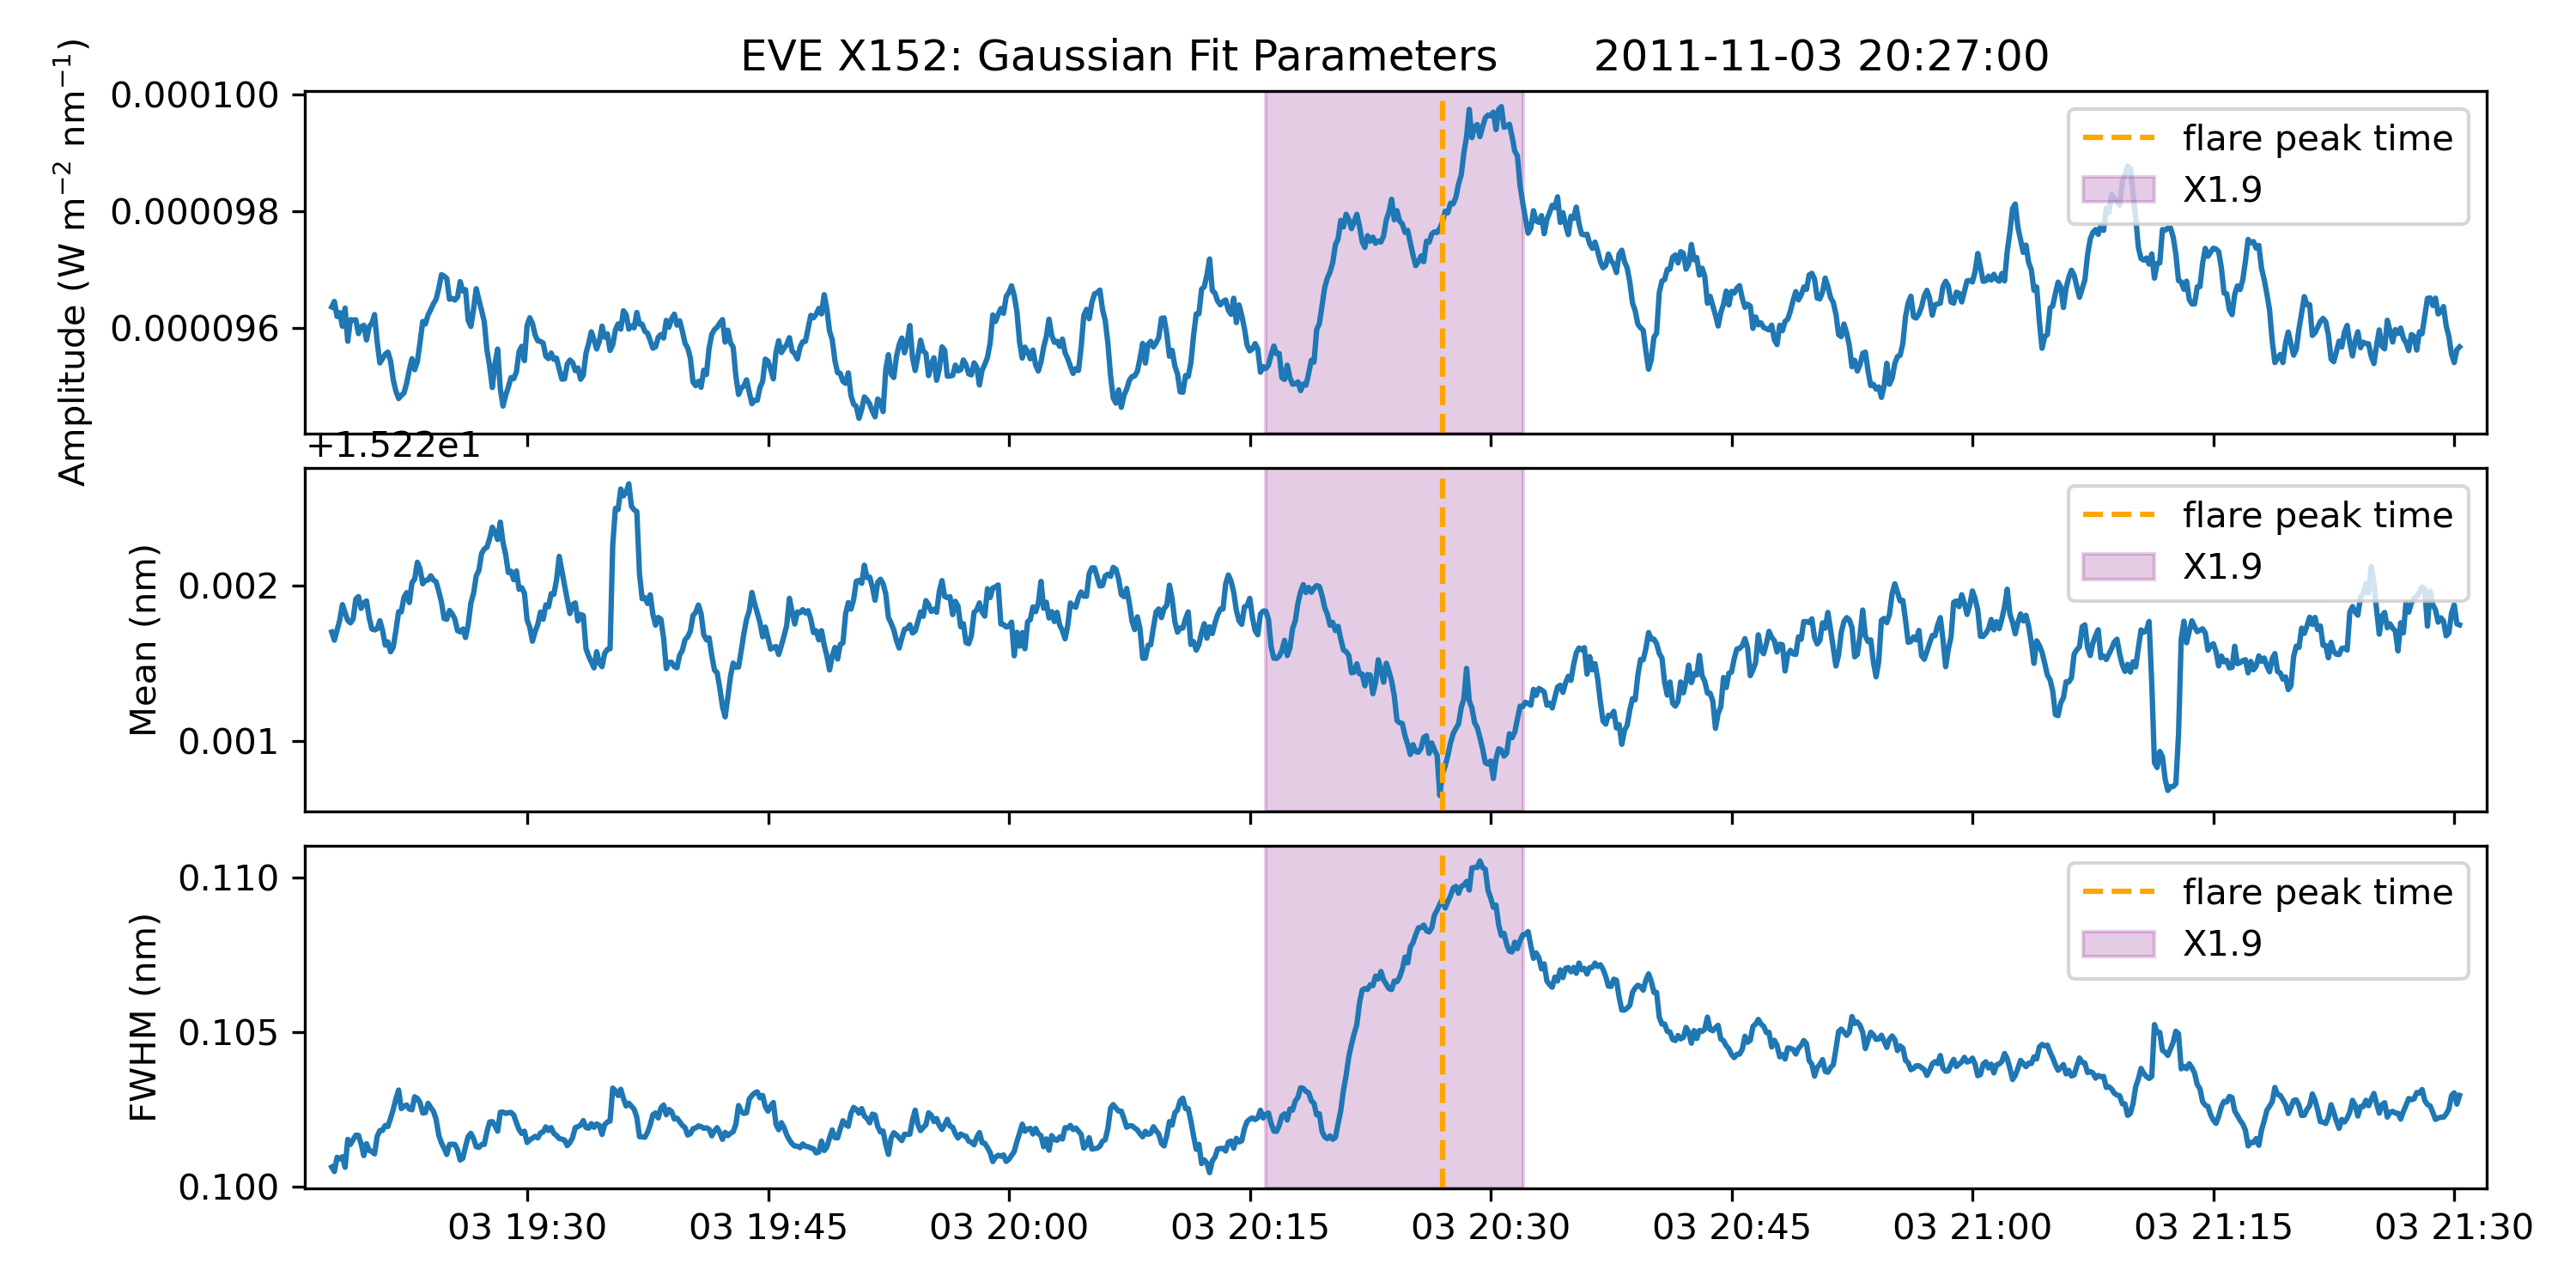 EVE X152: Gaussian Fit Parameters 2011-11-03 20:27:00
Amplitude (W m⁻² nm⁻¹)
0.000100
0.000098
0.000096
flare peak time
X1.9
+1.522e1
Mean (nm)
0.002
0.001
flare peak time
X1.9
FWHM (nm)
0.110
0.105
0.100
flare peak time
X1.9
03 19:30 03 19:45 03 20:00 03 20:15 03 20:30 03 20:45 03 21:00 03 21:15 03 21:30